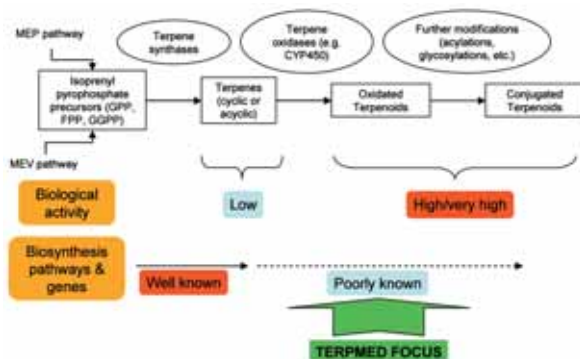 MEP pathway
Terpene
synthases
Terpene
oxidases (e.g.
CYP450)
Further modifications
(acylations,
glycosylations, etc.)
Isoprenyl
pyrophosphate
precursors (GPP,
FPP, GGPP)
Terpenes
(cyclic or
acyclic)
Oxidated
Terpenoids
Conjugated
Terpenoids
MEV pathway
Biological
activity
Low
High/very high
Biosynthesis
pathways &
genes
Well known
Poorly known
TERPMED FOCUS